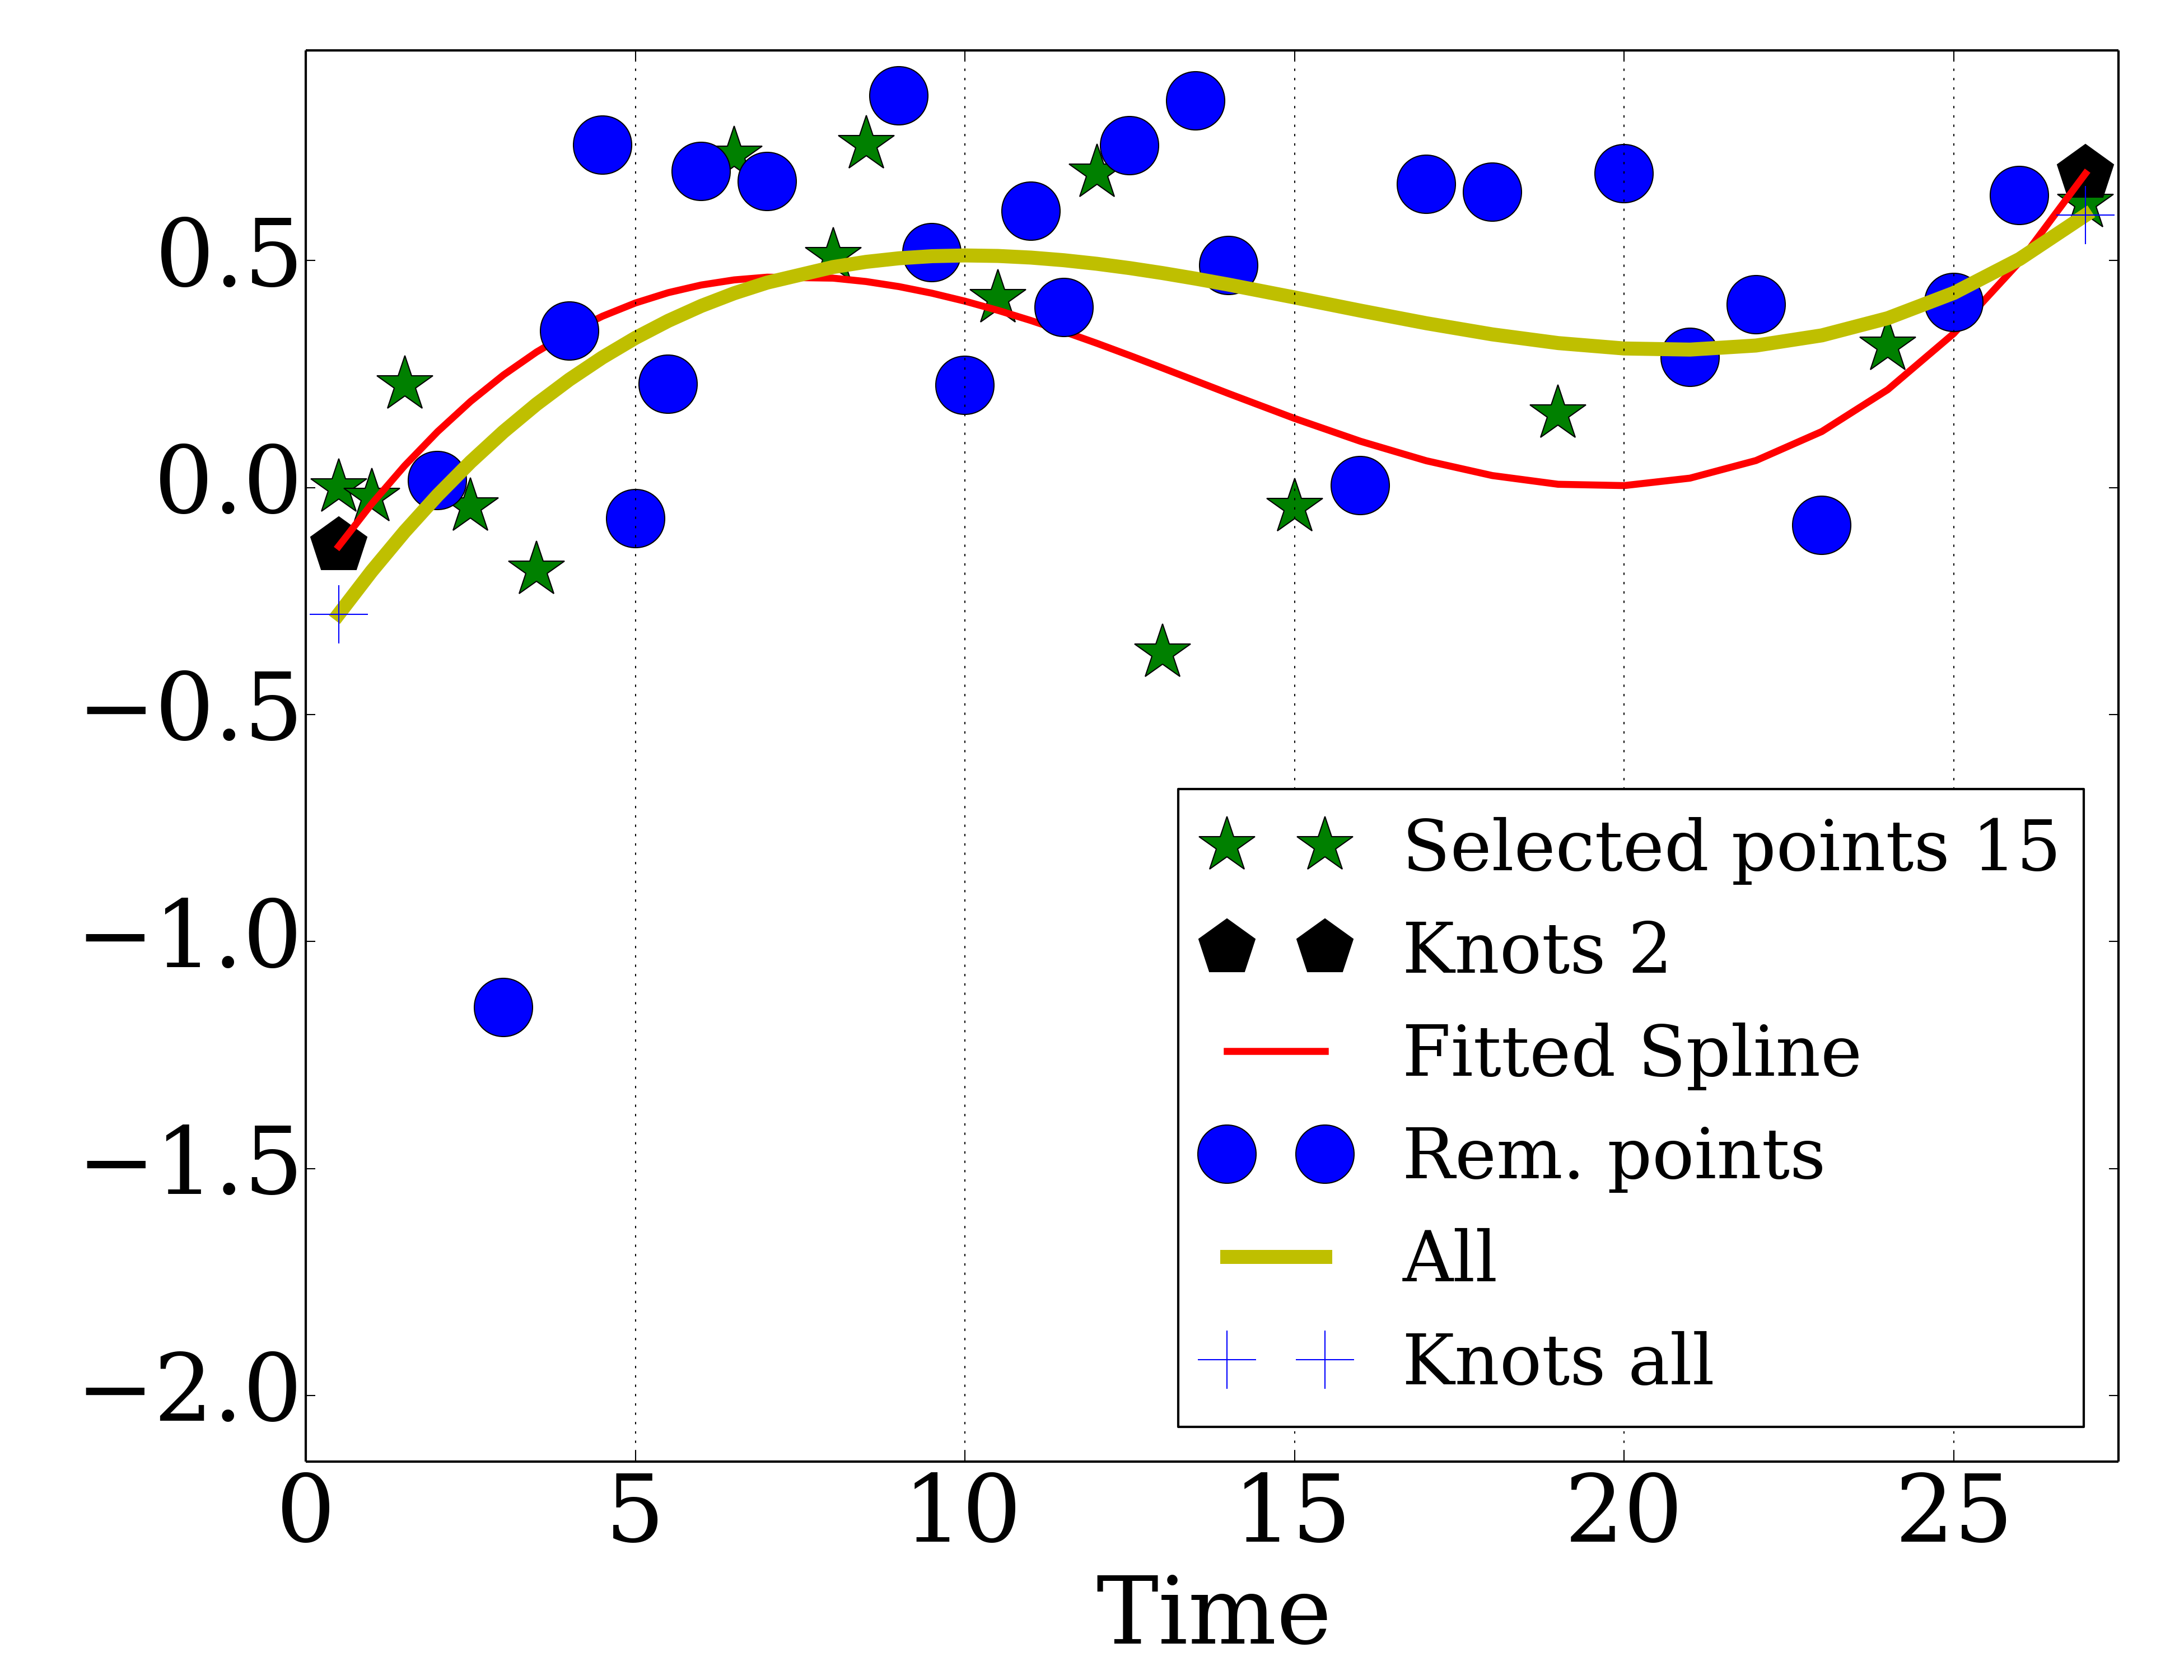 0.5
0.0
−0.5
−1.0
−1.5
−2.0
Selected points 15
Knots 2
Fitted Spline
Rem. points
All
Knots all
0 5 10 15 20 25
Time